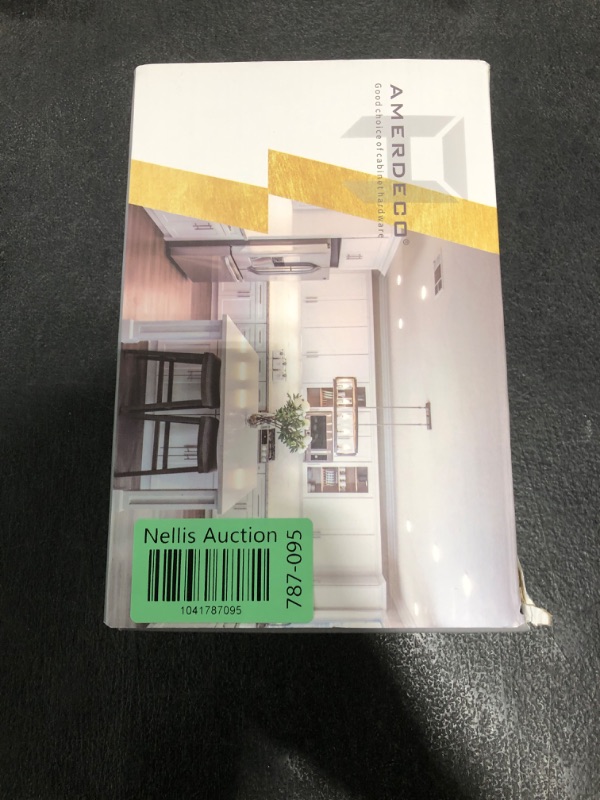 AMERDECO®
Good choice of cabinet hardware
Nellis Auction
1041787095
787-095